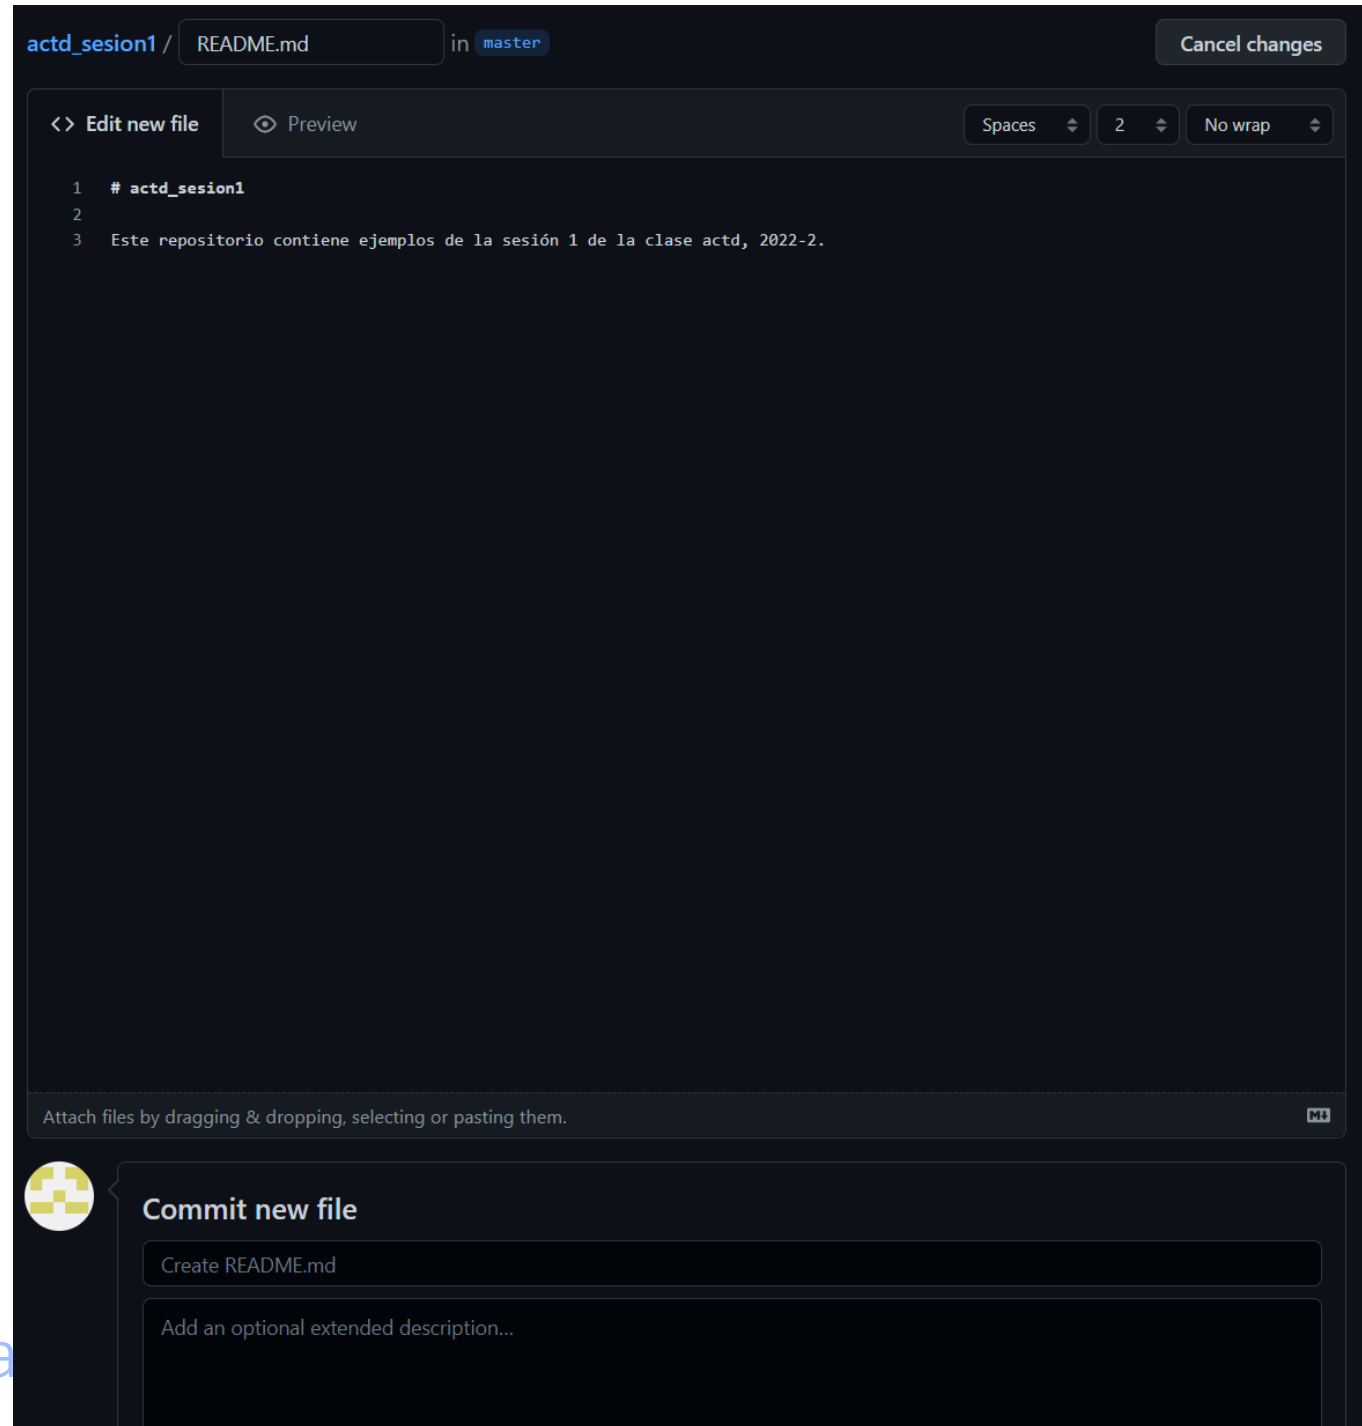 actd_sesion1 / README.md in master Cancel changes
Edit new file Preview Spaces 2 No wrap
1 # actd_sesion1
2
3 Este repositorio contiene ejemplos de la sesión 1 de la clase actd, 2022-2.
Attach files by dragging & dropping, selecting or pasting them.
Commit new file
Create README.md
Add an optional extended description...